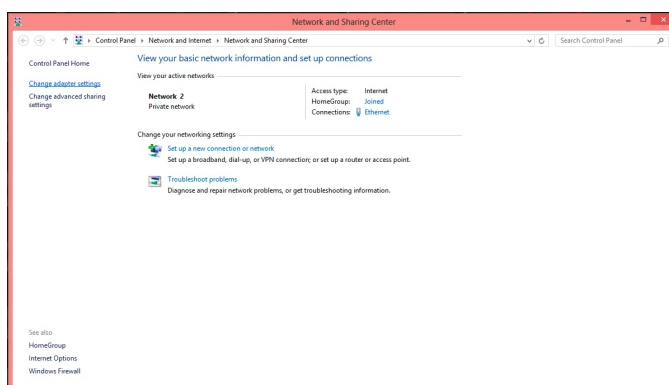 Network and Sharing Center
Control Panel ▸ Network and Internet ▸ Network and Sharing Center
Search Control Panel
Control Panel Home
Change adapter settings
Change advanced sharing
settings
View your basic network information and set up connections
View your active networks
Network 2
Private network
Access type: Internet
HomeGroup: Joined
Connections: Ethernet
Change your networking settings
Set up a new connection or network
Set up a broadband, dial-up, or VPN connection; or set up a router or access point.
Troubleshoot problems
Diagnose and repair network problems, or get troubleshooting information.
See also
HomeGroup
Internet Options
Windows Firewall